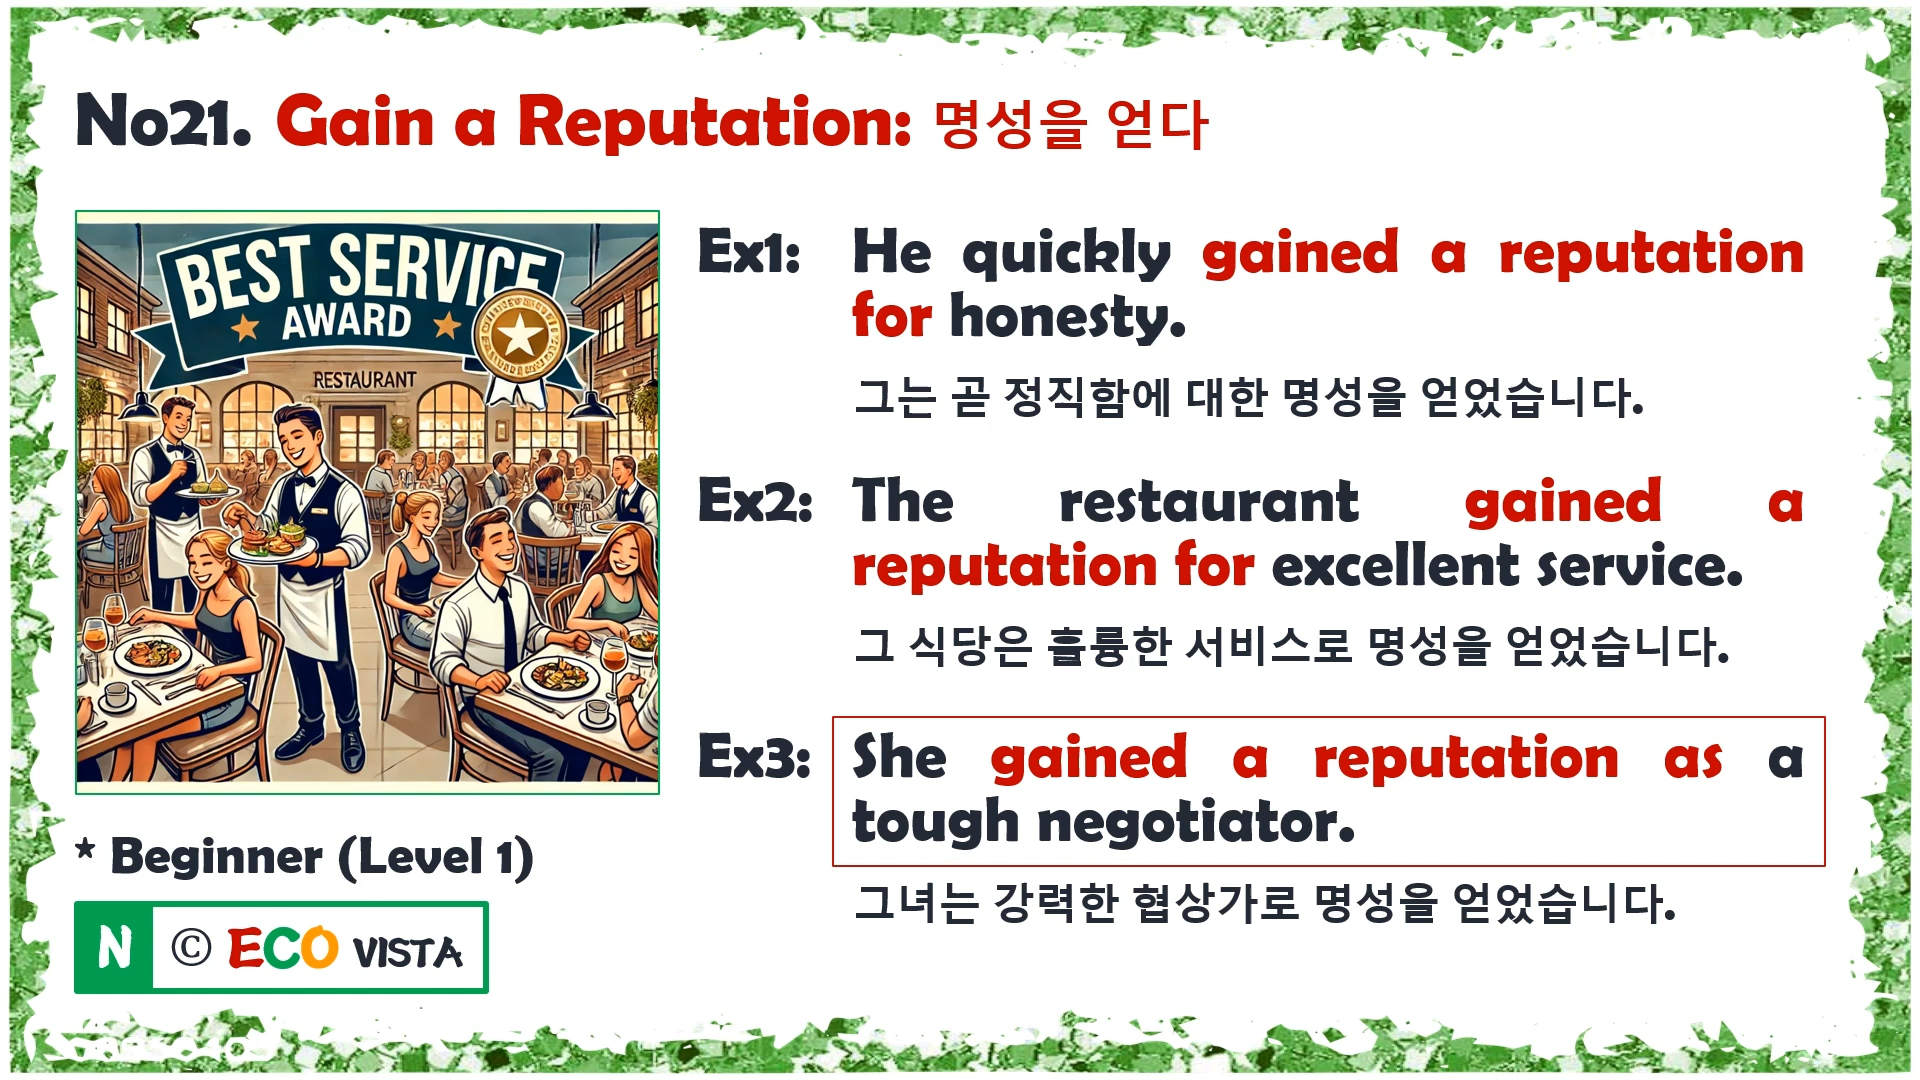 No21. Gain a Reputation: 명성을 얻다
BEST SERVICE
AWARD
RESTAURANT
Ex1: He quickly gained a reputation
for honesty.
그는 곧 정직함에 대한 명성을 얻었습니다.
Ex2: The restaurant gained a
reputation for excellent service.
그 식당은 훌륭한 서비스로 명성을 얻었습니다.
Ex3: She gained a reputation as a
tough negotiator.
그녀는 강력한 협상가로 명성을 얻었습니다.
* Beginner (Level 1)
N © ECO VISTA